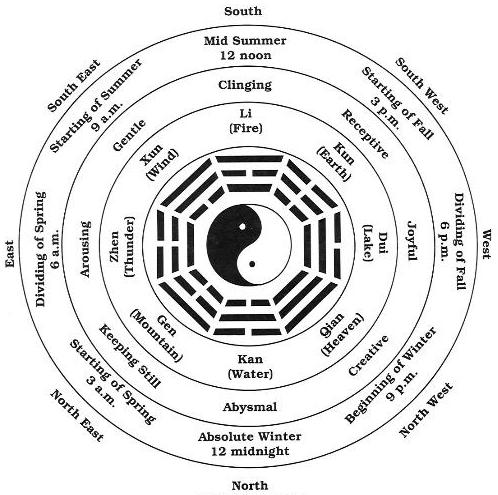 South
Mid Summer
12 noon
Clinging
Li
(Fire)
South West
Starting of Fall
3 p.m.
Receptive
Kun
(Earth)
West
Dividing of Fall
6 p.m.
Joyful
Dui
(Lake)
North West
Beginning of Winter
9 p.m.
Creative
Qian
(Heaven)
North
Absolute Winter
12 midnight
Abysmal
Kan
(Water)
North East
Starting of Spring
3 a.m.
Keeping Still
Gen
(Mountain)
East
Dividing of Spring
6 a.m.
Arousing
Zhen
(Thunder)
South East
Starting of Summer
9 a.m.
Gentle
Xun
(Wind)